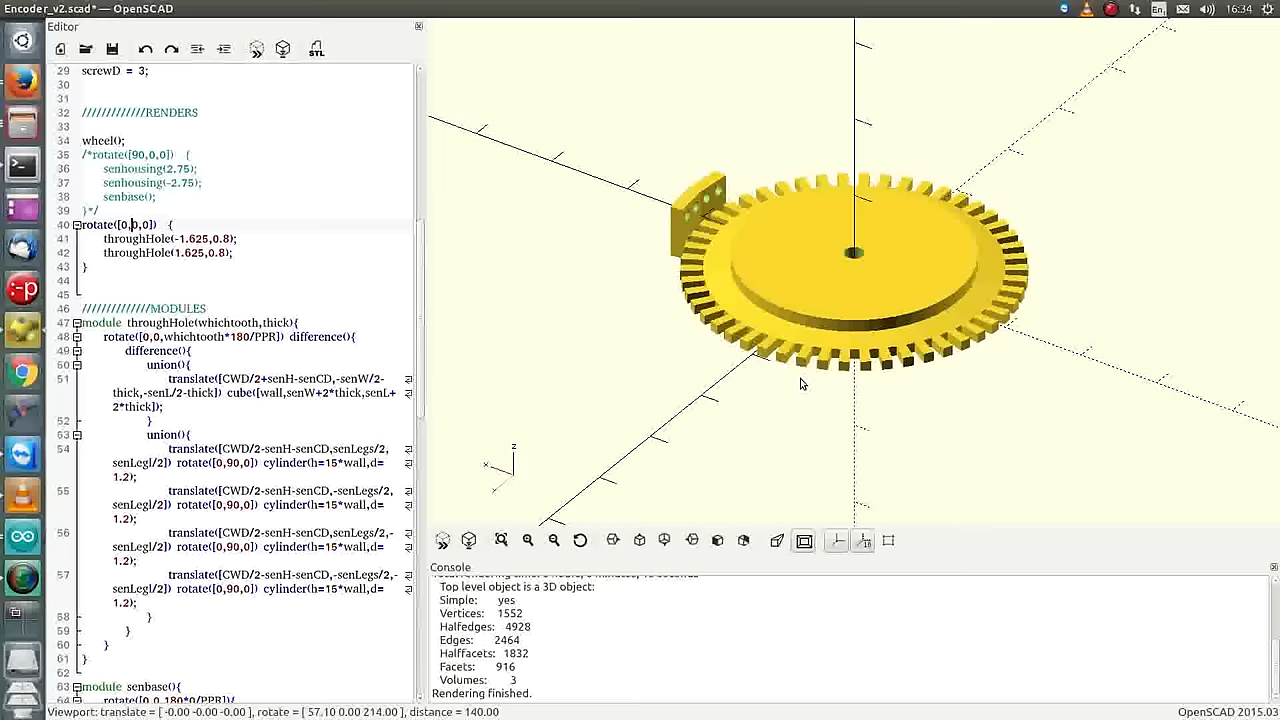 Encoder_v2.scad* — OpenSCAD
En
16:34
Editor
STL
29 screwD = 3;
30
31
32 /////////////RENDERS
33
34 wheel();
35 /*rotate([90,0,0]) {
36 senhousing(2.75);
37 senhousing(-2.75);
38 senbase();
39 }*/
40 rotate([0,0,0]) {
41 throughHole(-1.625,0.8);
42 throughHole(1.625,0.8);
43 }
44
45
46 //////////////MODULES
47 module throughHole(whichtooth,thick){
48 rotate([0,0,whichtooth*180/PPR]) difference(){
49 difference(){
50 union(){
51 translate([CWD/2+senH-senCD,-senW/2-
thick,-senL/2-thick]) cube([wall,senW+2*thick,senL+
2*thick]);
52 }
53 union(){
54 translate([CWD/2-senH-senCD,senLegs/2,
senLegl/2]) rotate([0,90,0]) cylinder(h=15*wall,d=
1.2);
55 translate([CWD/2-senH-senCD,-senLegs/2,
senLegl/2]) rotate([0,90,0]) cylinder(h=15*wall,d=
1.2);
56 translate([CWD/2-senH-senCD,senLegs/2,-
senLegl/2]) rotate([0,90,0]) cylinder(h=15*wall,d=
1.2);
57 translate([CWD/2-senH-senCD,-senLegs/2,-
senLegl/2]) rotate([0,90,0]) cylinder(h=15*wall,d=
1.2);
58 }
59 }
60 }
61 }
62
63 module senbase(){
z
x
Console
Top level object is a 3D object:
Simple: yes
Vertices: 1552
Halfedges: 4928
Edges: 2464
Halffacets: 1832
Facets: 916
Volumes: 3
Rendering finished.
Viewport: translate = [ -0.00 -0.00 -0.00 ], rotate = [ 57.10 0.00 214.00 ], distance = 140.00
OpenSCAD 2015.03